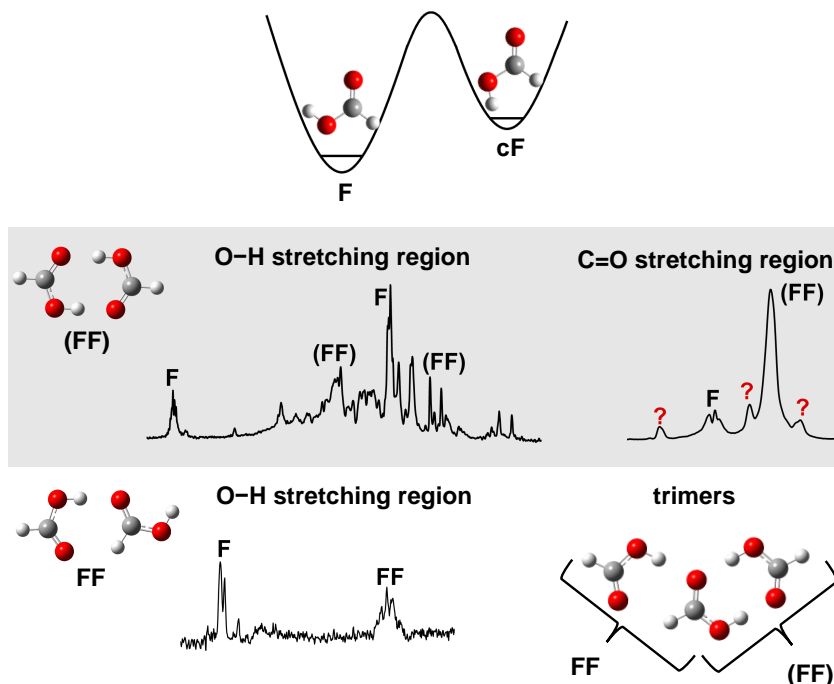 F
cF
O−H stretching region
C=O stretching region
(FF)
F
(FF)
F
(FF)
?
F
?
(FF)
?
O−H stretching region
trimers
FF
F
FF
FF
(FF)